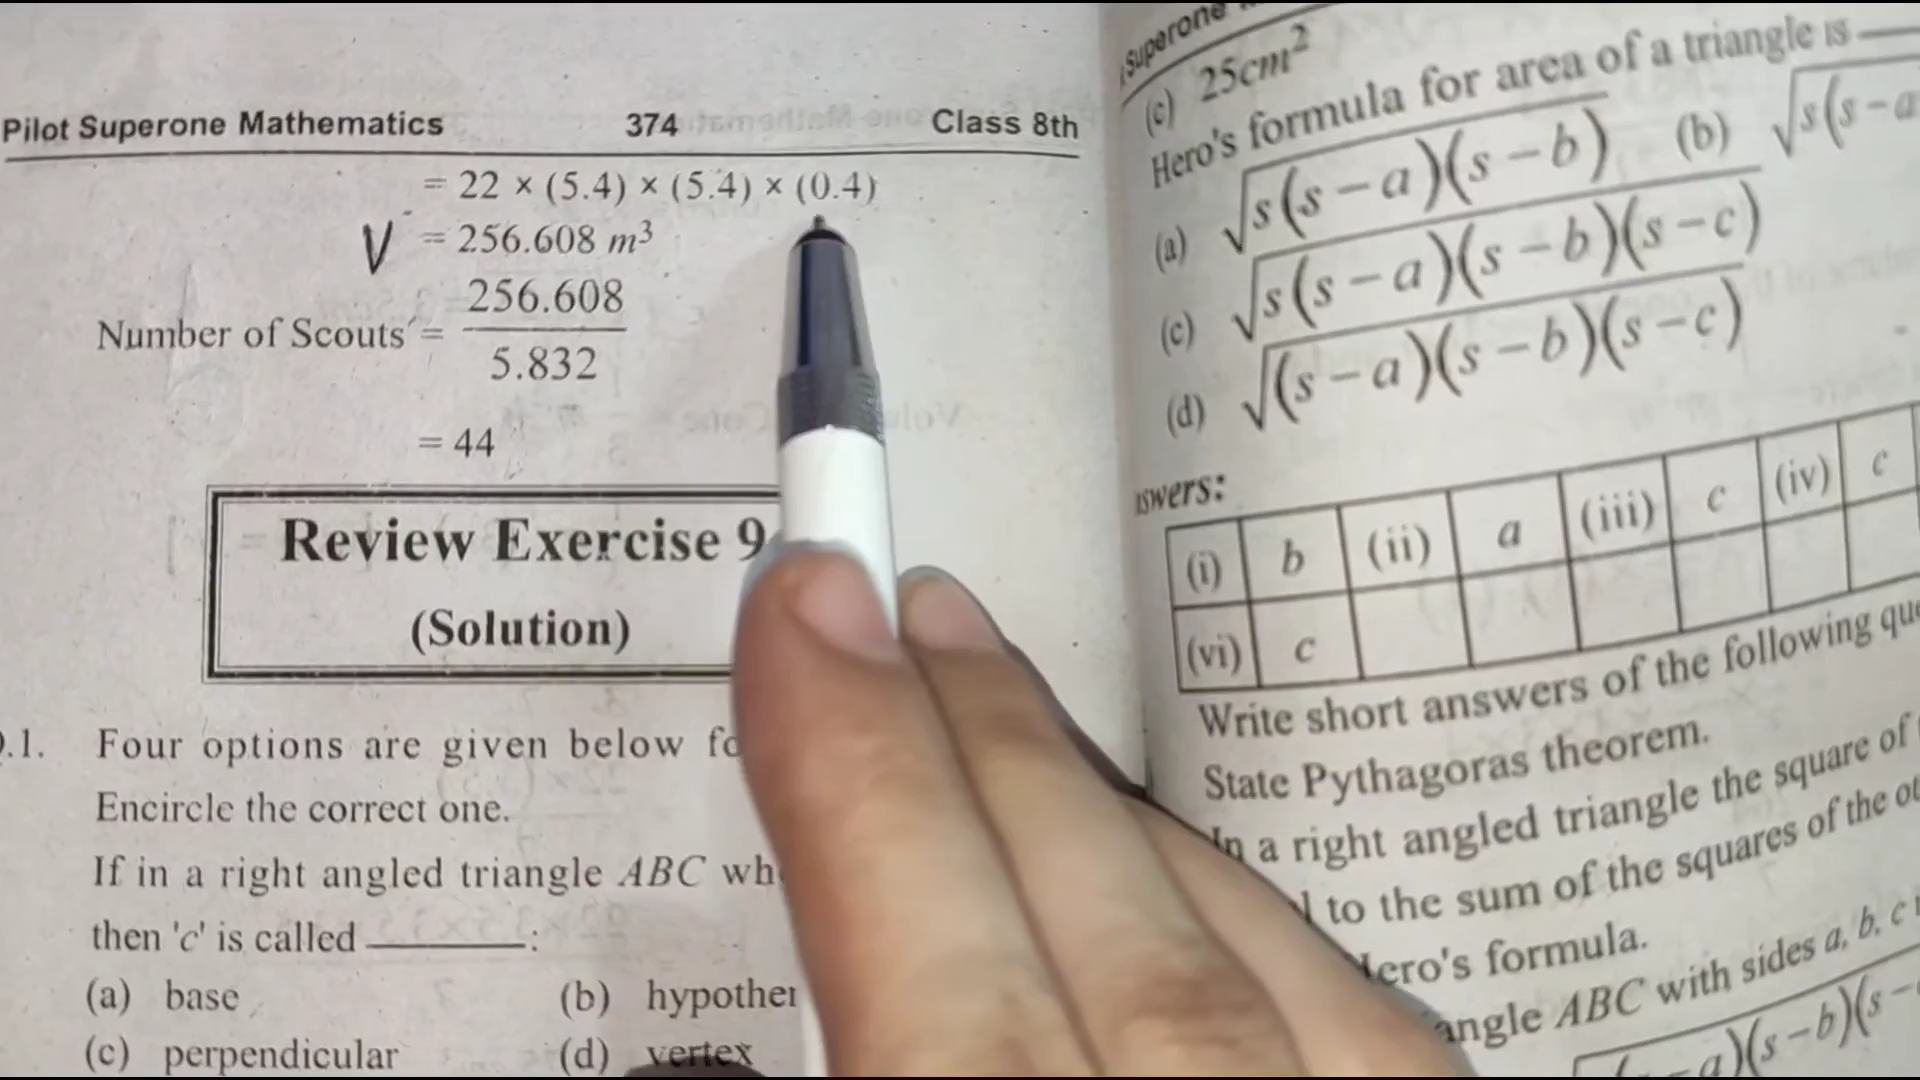 Pilot Superone Mathematics 374 Class 8th
= 22 × (5.4) × (5.4) × (0.4)
V = 256.608 m³
Number of Scouts = 256.608 / 5.832
= 44
Review Exercise 9
(Solution)
.1. Four options are given below
Encircle the correct one.
If in a right angled triangle ABC
then 'c' is called ______:
(a) base (b)
(c) perpendicular (d) vertex
Superone
(c) 25cm²
Hero's formula for area of a triangle is
(a) √s(s−a)(s−b) (b) √s(s−a
(c) √s(s−a)(s−b)(s−c)
(d) √(s−a)(s−b)(s−c)
swers:
(i) b (ii) a (iii) c (iv) c
(vi) c
Write short answers of the following
State Pythagoras theorem.
In a right angled triangle the square of
to the sum of the squares of the
ero's formula.
angle ABC with sides a, b, c
−a)(s−b)(s−